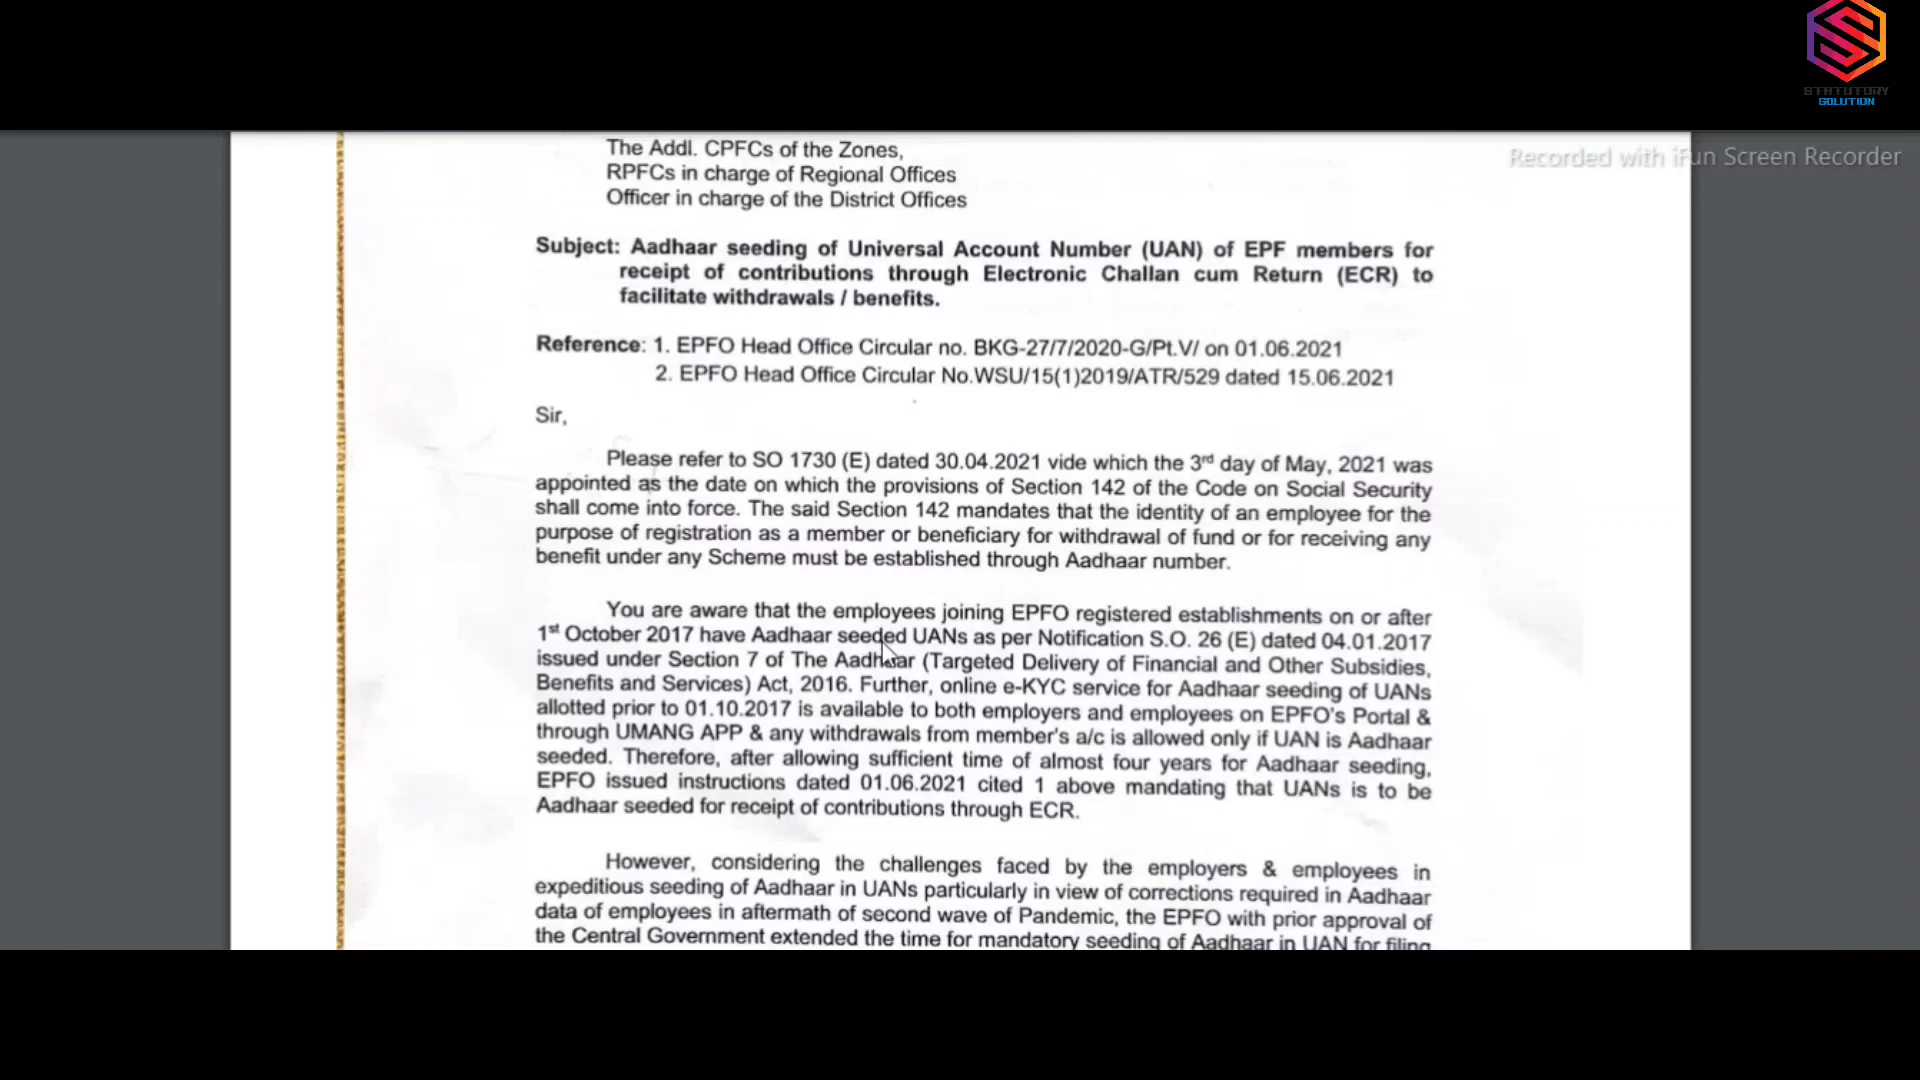 STATUTORY
SOLUTION
Recorded with iFun Screen Recorder
The Addl. CPFCs of the Zones,
RPFCs in charge of Regional Offices
Officer in charge of the District Offices
Subject: Aadhaar seeding of Universal Account Number (UAN) of EPF members for
receipt of contributions through Electronic Challan cum Return (ECR) to
facilitate withdrawals / benefits.
Reference: 1. EPFO Head Office Circular no. BKG-27/7/2020-G/Pt.V/ on 01.06.2021
2. EPFO Head Office Circular No.WSU/15(1)2019/ATR/529 dated 15.06.2021
Sir,
Please refer to SO 1730 (E) dated 30.04.2021 vide which the 3rd day of May, 2021 was
appointed as the date on which the provisions of Section 142 of the Code on Social Security
shall come into force. The said Section 142 mandates that the identity of an employee for the
purpose of registration as a member or beneficiary for withdrawal of fund or for receiving any
benefit under any Scheme must be established through Aadhaar number.
You are aware that the employees joining EPFO registered establishments on or after
1st October 2017 have Aadhaar seeded UANs as per Notification S.O. 26 (E) dated 04.01.2017
issued under Section 7 of The Aadhaar (Targeted Delivery of Financial and Other Subsidies,
Benefits and Services) Act, 2016. Further, online e-KYC service for Aadhaar seeding of UANs
allotted prior to 01.10.2017 is available to both employers and employees on EPFO's Portal &
through UMANG APP & any withdrawals from member's a/c is allowed only if UAN is Aadhaar
seeded. Therefore, after allowing sufficient time of almost four years for Aadhaar seeding,
EPFO issued instructions dated 01.06.2021 cited 1 above mandating that UANs is to be
Aadhaar seeded for receipt of contributions through ECR.
However, considering the challenges faced by the employers & employees in
expeditious seeding of Aadhaar in UANs particularly in view of corrections required in Aadhaar
data of employees in aftermath of second wave of Pandemic, the EPFO with prior approval of
the Central Government extended the time for mandatory seeding of Aadhaar in UAN for filing